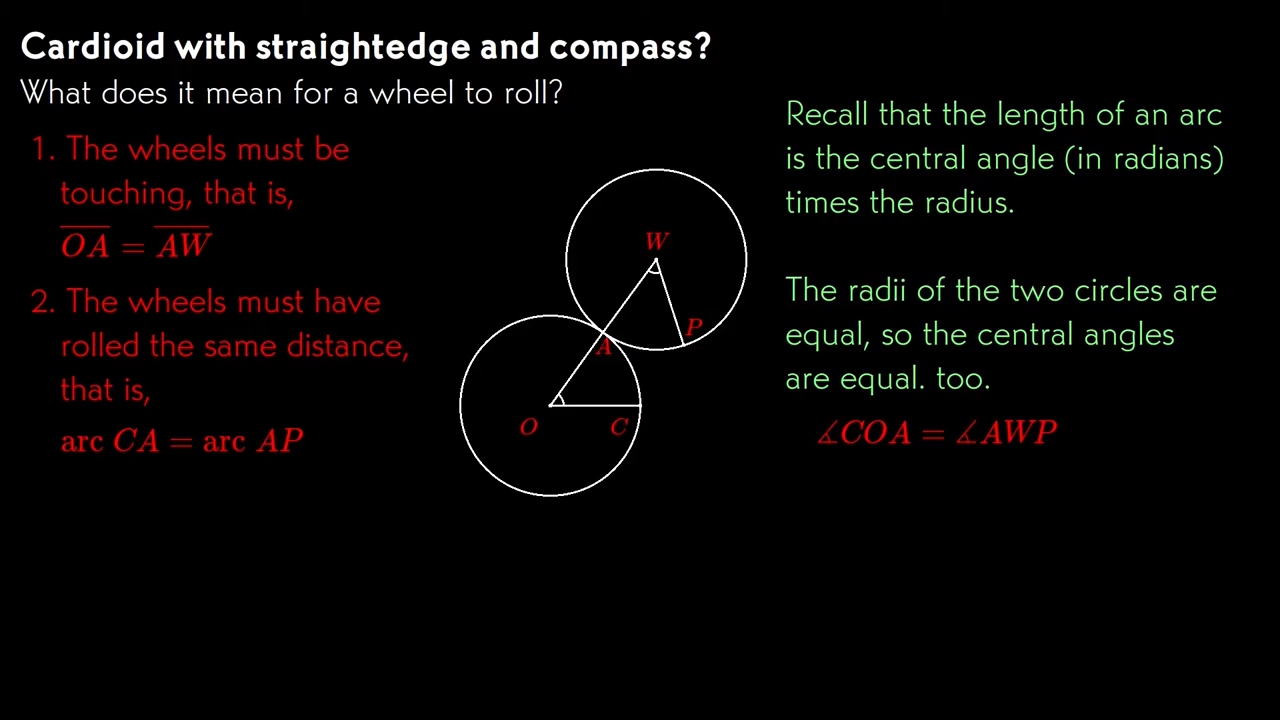 Cardioid with straightedge and compass?
What does it mean for a wheel to roll?
1. The wheels must be
touching, that is,
O̅A̅ = A̅W̅
2. The wheels must have
rolled the same distance,
that is,
arc CA = arc AP
W
P
A
O
C
Recall that the length of an arc
is the central angle (in radians)
times the radius.
The radii of the two circles are
equal, so the central angles
are equal. too.
∡COA = ∡AWP